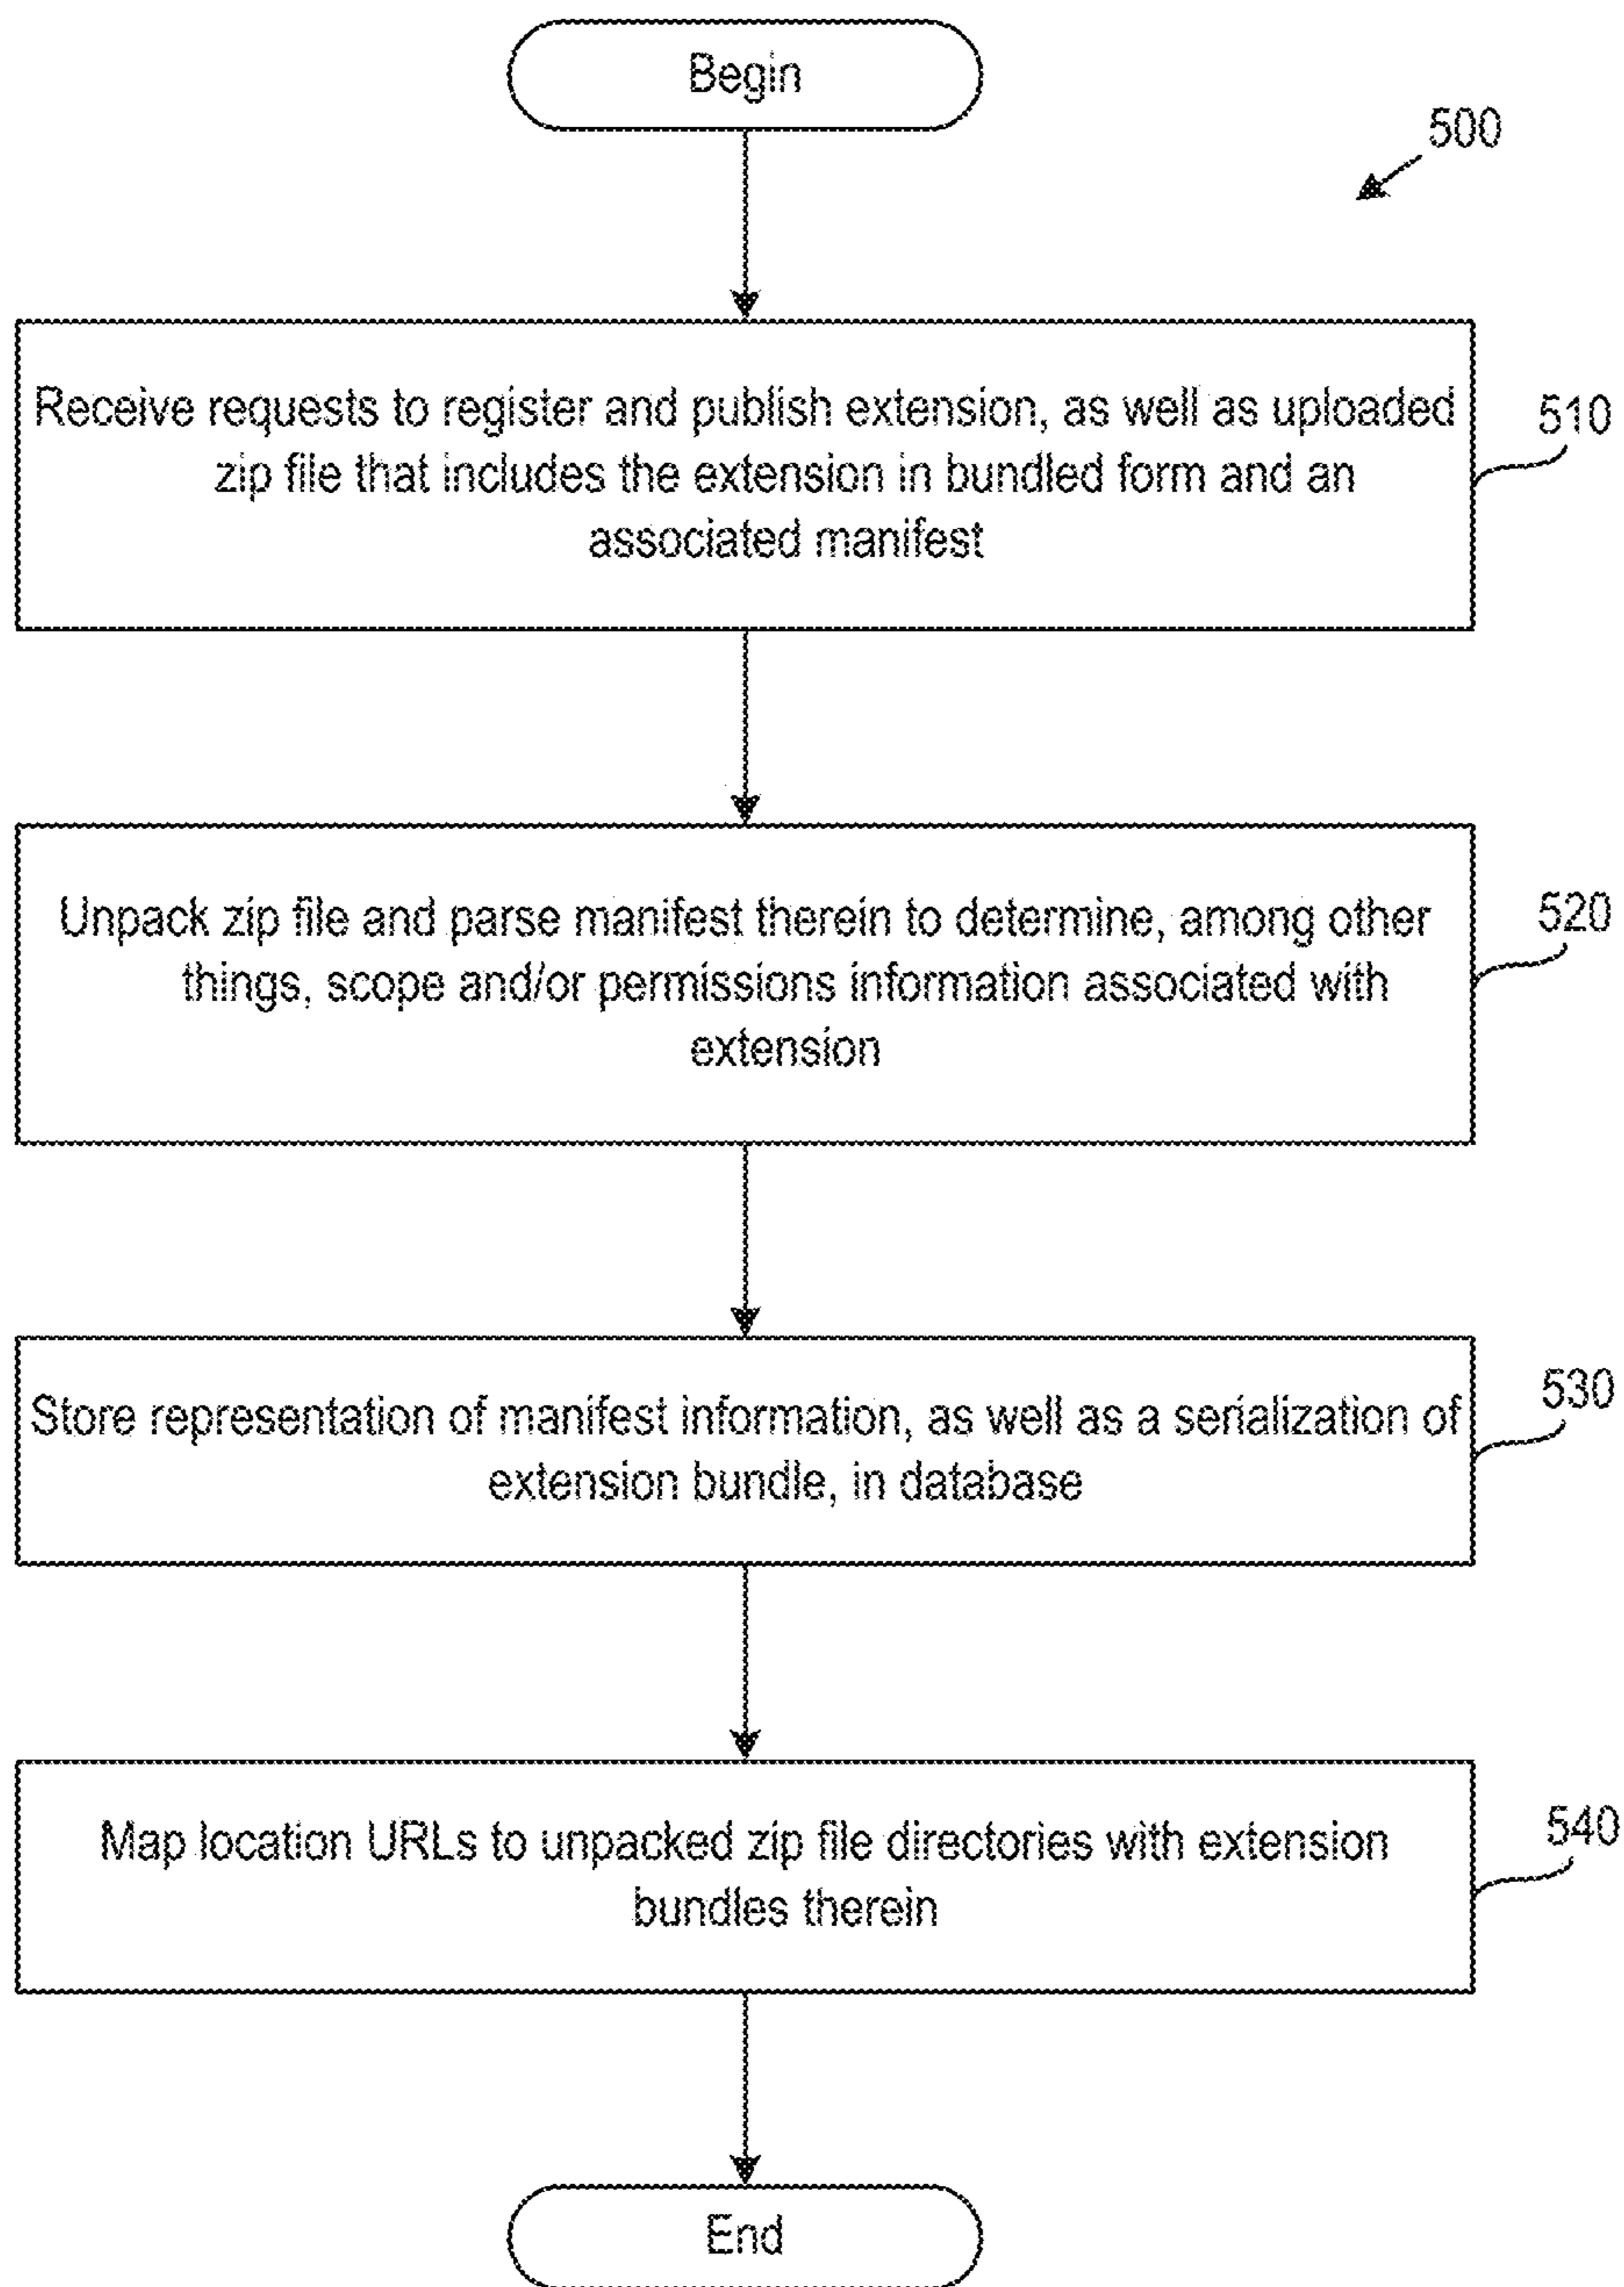 Begin
500
Receive requests to register and publish extension, as well as uploaded
zip file that includes the extension in bundled form and an
associated manifest
510
Unpack zip file and parse manifest therein to determine, among other
things, scope and/or permissions information associated with
extension
520
Store representation of manifest information, as well as a serialization of
extension bundle, in database
530
Map location URLs to unpacked zip file directories with extension
bundles therein
540
End